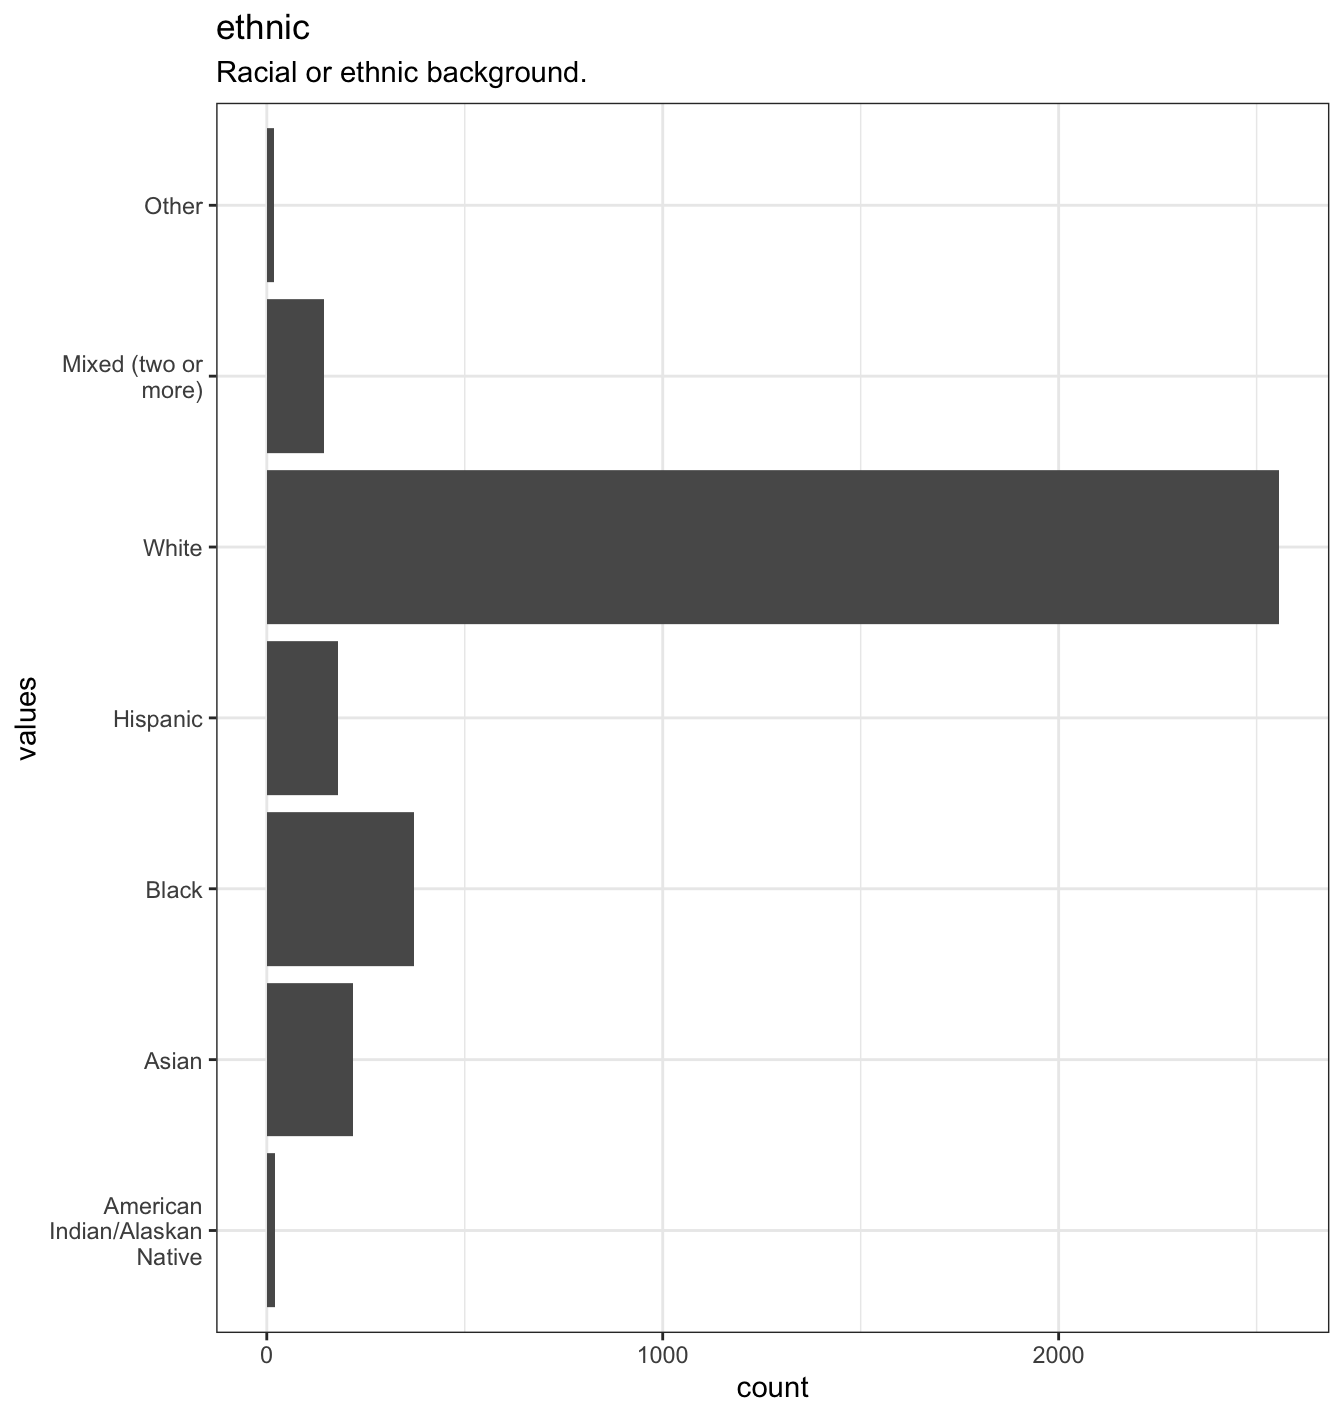 ethnic
Racial or ethnic background.
Other
Mixed (two or
more)
White
Hispanic
Black
Asian
American
Indian/Alaskan
Native
values
0
1000
2000
count